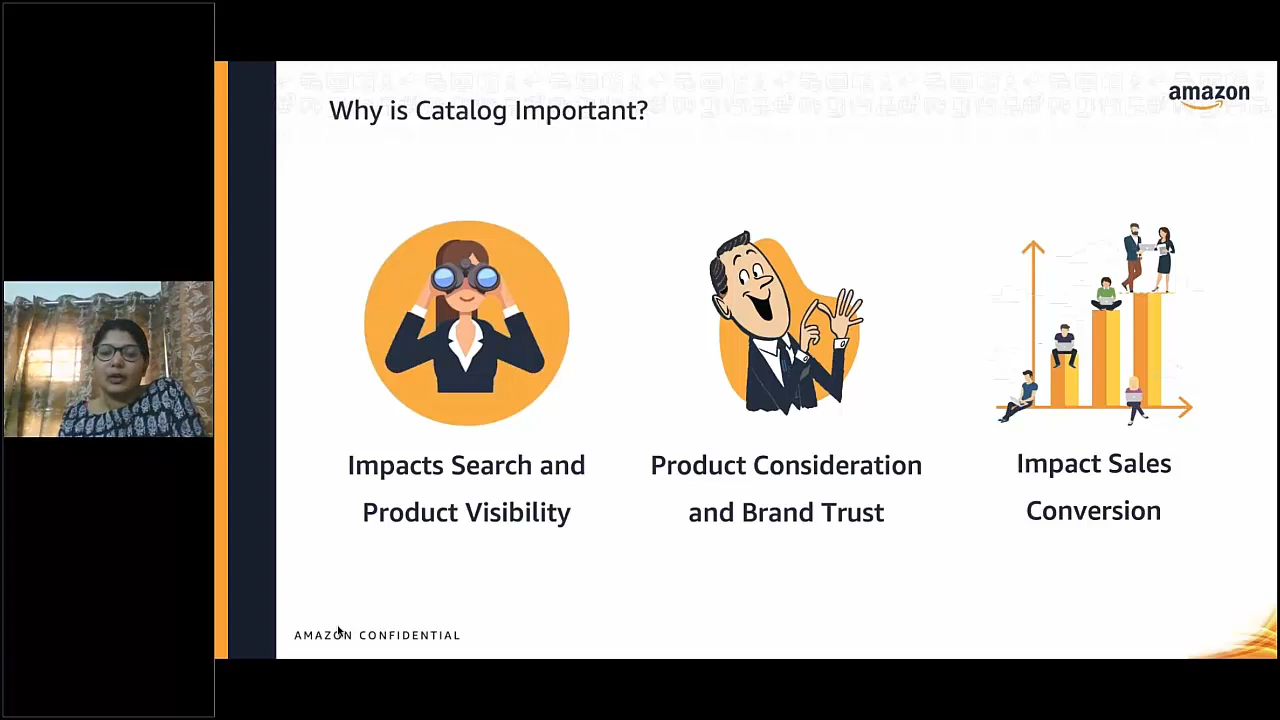 Why is Catalog Important?
amazon
Impacts Search and
Product Visibility
Product Consideration
and Brand Trust
Impact Sales
Conversion
AMAZON CONFIDENTIAL